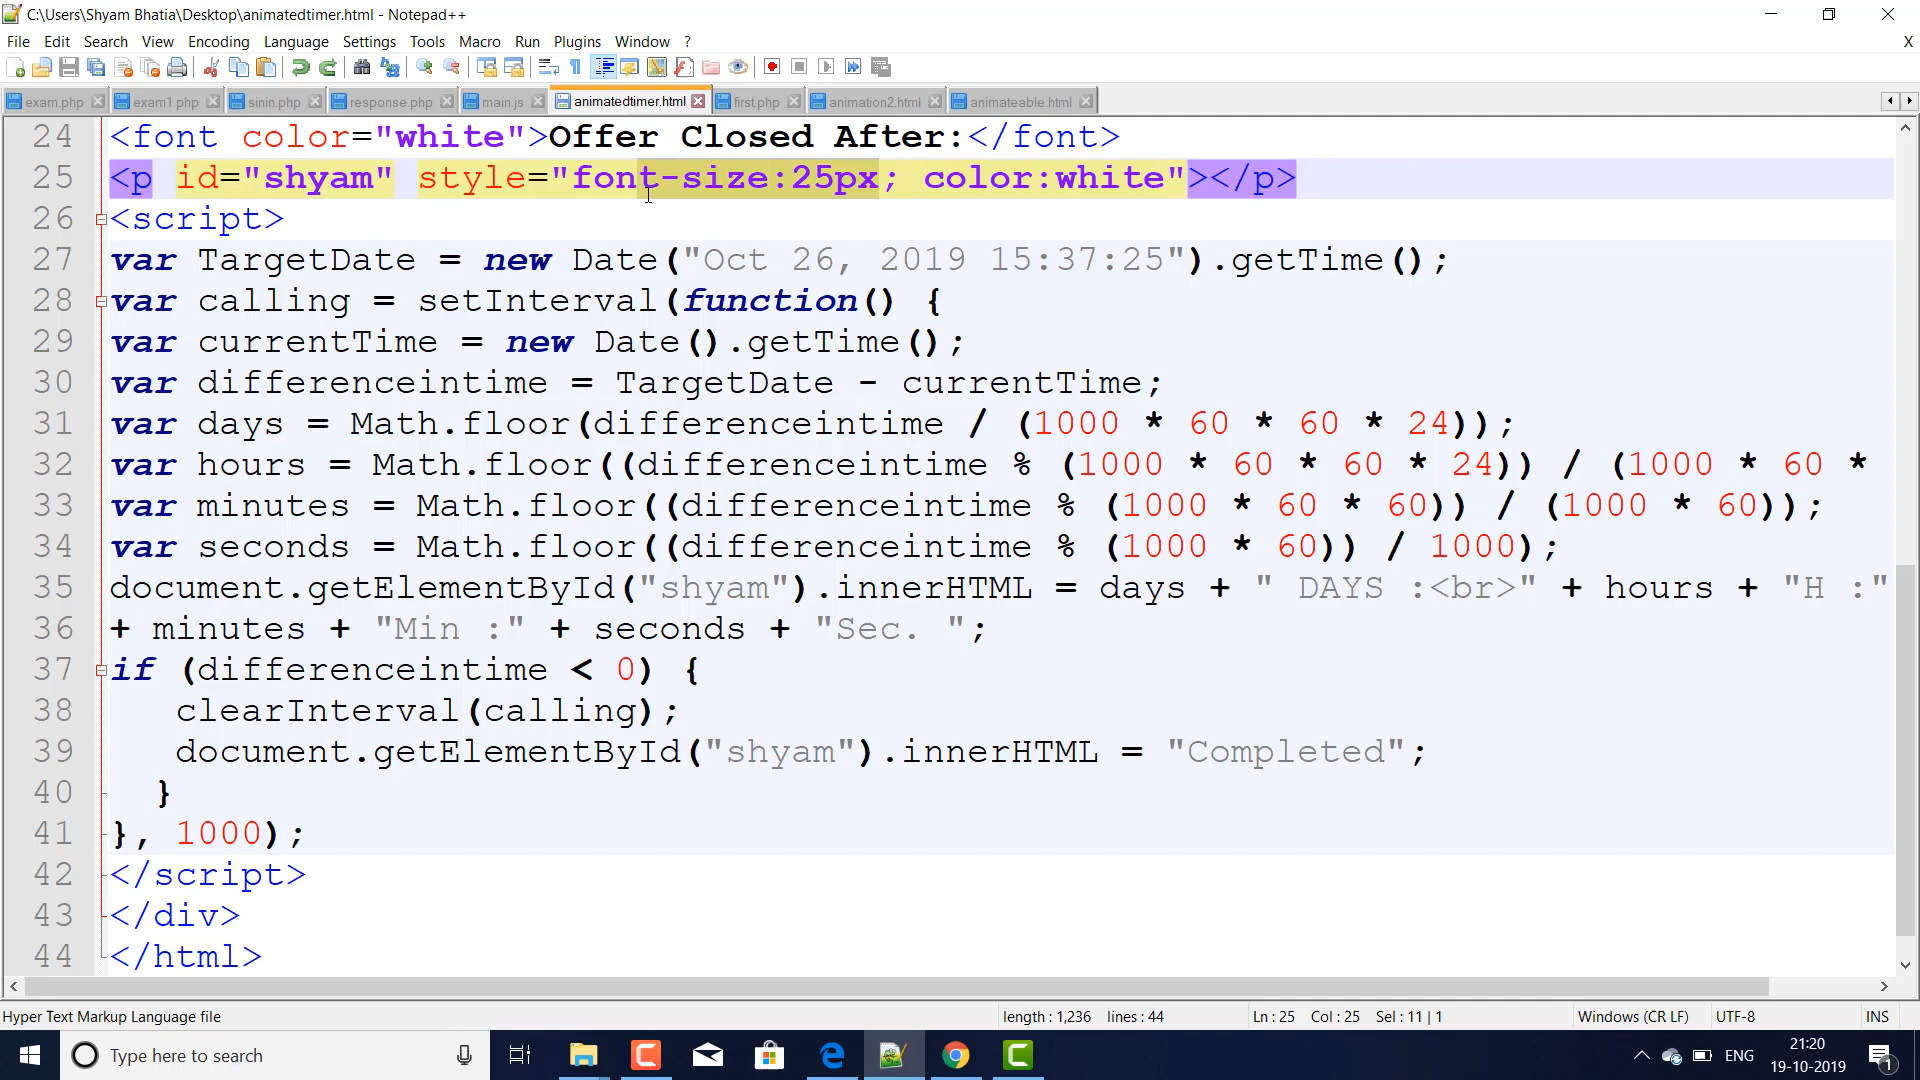 C:\Users\Shyam Bhatia\Desktop\animatedtimer.html - Notepad++
File Edit Search View Encoding Language Settings Tools Macro Run Plugins Window ? X
exam.php exam1.php sinin.php response.php main.js animatedtimer.html first.php animation2.html animateable.html
24 <font color="white">Offer Closed After:</font>
25 <p id="shyam" style="font-size:25px; color:white"></p>
26 <script>
27 var TargetDate = new Date("Oct 26, 2019 15:37:25").getTime();
28 var calling = setInterval(function() {
29 var currentTime = new Date().getTime();
30 var differenceintime = TargetDate - currentTime;
31 var days = Math.floor(differenceintime / (1000 * 60 * 60 * 24));
32 var hours = Math.floor((differenceintime % (1000 * 60 * 60 * 24)) / (1000 * 60 *
33 var minutes = Math.floor((differenceintime % (1000 * 60 * 60)) / (1000 * 60));
34 var seconds = Math.floor((differenceintime % (1000 * 60)) / 1000);
35 document.getElementById("shyam").innerHTML = days + " DAYS :<br>" + hours + "H :"
36 + minutes + "Min :" + seconds + "Sec. ";
37 if (differenceintime < 0) {
38 clearInterval(calling);
39 document.getElementById("shyam").innerHTML = "Completed";
40 }
41 }, 1000);
42 </script>
43 </div>
44 </html>
Hyper Text Markup Language file length : 1,236 lines : 44 Ln : 25 Col : 25 Sel : 11 | 1 Windows (CR LF) UTF-8 INS
Type here to search ENG 21:20
19-10-2019 1